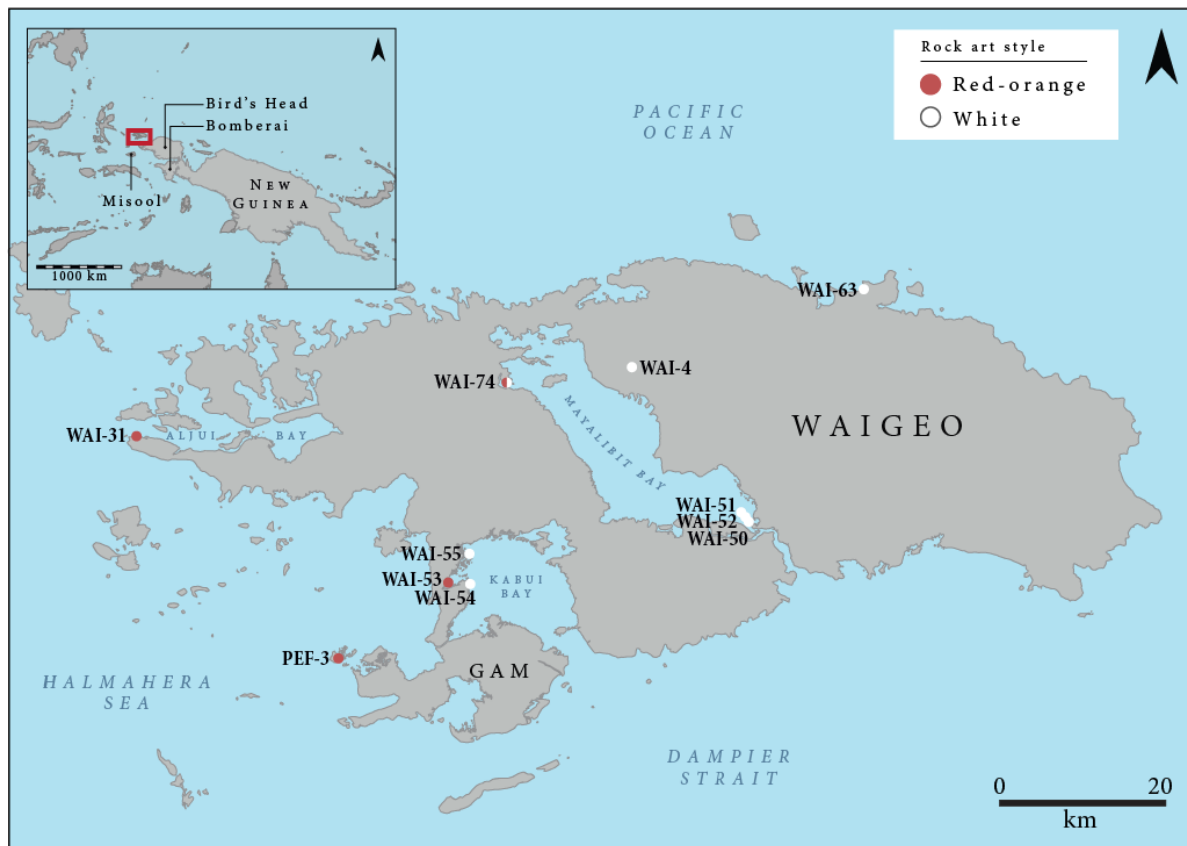 Bird's Head
Bomberai
Misool
NEW
GUINEA
1000 km
Rock art style
Red-orange
White
PACIFIC
OCEAN
WAI-63
WAI-4
WAI-74
MAYALIBIT BAY
WAIGEO
WAI-31
ALJUI BAY
WAI-51
WAI-52
WAI-50
WAI-55
WAI-53
WAI-54
KABUI
BAY
PEF-3
GAM
HALMAHERA
SEA
DAMPIER
STRAIT
0 20
km